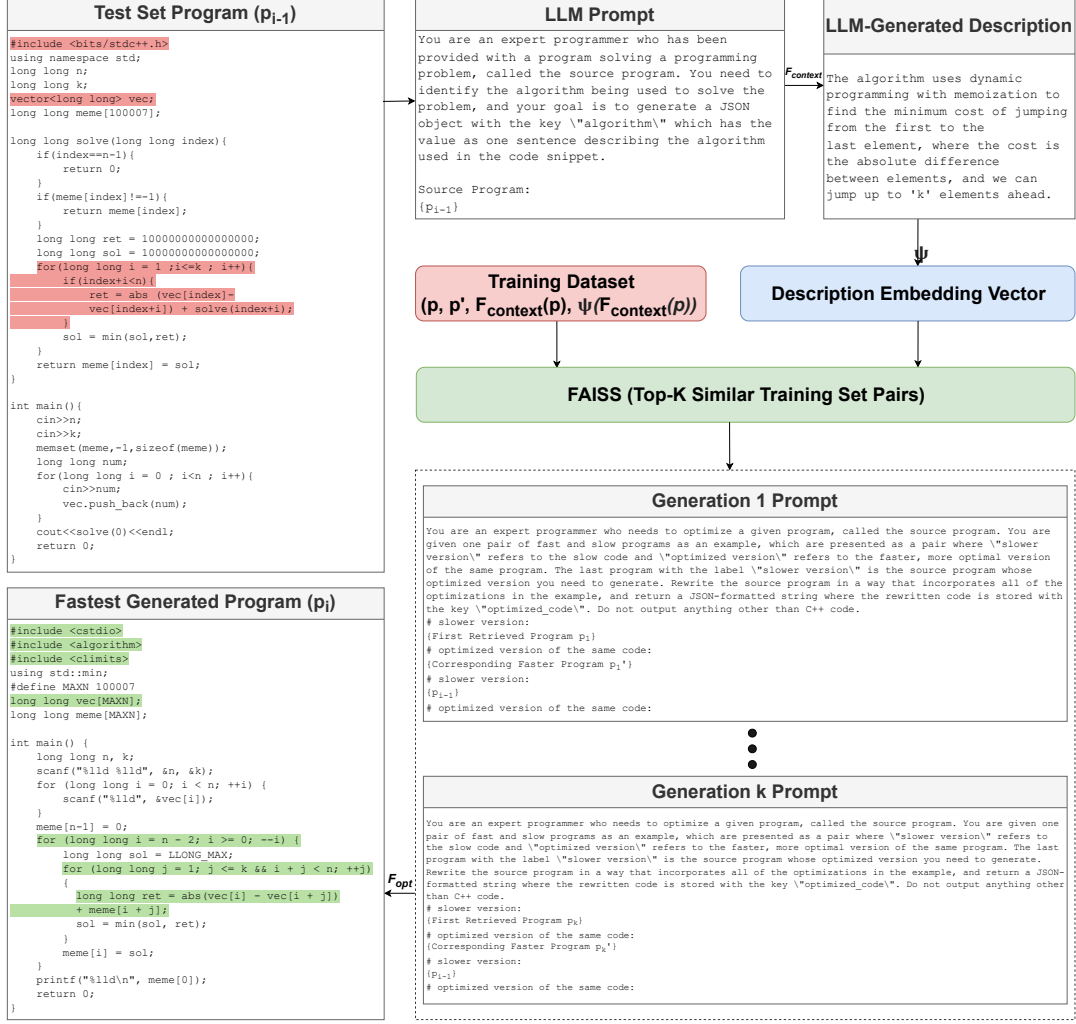 Test Set Program (pi-1)
#include <bits/stdc++.h>
using namespace std;
long long n;
long long k;
vector<long long> vec;
long long meme[100007];
long long solve(long long index){
if(index==n-1){
return 0;
}
if(meme[index]!=-1){
return meme[index];
}
long long ret = 10000000000000000;
long long sol = 10000000000000000;
for(long long i = 1 ;i<=k ; i++){
if(index+i<n){
ret = abs (vec[index]-
vec[index+i]) + solve(index+i);
}
sol = min(sol,ret);
}
return meme[index] = sol;
}
int main(){
cin>>n;
cin>>k;
memset(meme,-1,sizeof(meme));
long long num;
for(long long i = 0 ; i<n ; i++){
cin>>num;
vec.push_back(num);
}
cout<<solve(0)<<endl;
return 0;
}
LLM Prompt
You are an expert programmer who has been
provided with a program solving a programming
problem, called the source program. You need to
identify the algorithm being used to solve the
problem, and your goal is to generate a JSON
object with the key \"algorithm\" which has the
value as one sentence describing the algorithm
used in the code snippet.
Source Program:
{pi-1}
Fcontext
LLM-Generated Description
The algorithm uses dynamic
programming with memoization to
find the minimum cost of jumping
from the first to the
last element, where the cost is
the absolute difference
between elements, and we can
jump up to 'k' elements ahead.
ψ
Training Dataset
(p, p', Fcontext(p), ψ(Fcontext(p))
Description Embedding Vector
FAISS (Top-K Similar Training Set Pairs)
Generation 1 Prompt
You are an expert programmer who needs to optimize a given program, called the source program. You are
given one pair of fast and slow programs as an example, which are presented as a pair where \"slower
version\" refers to the slow code and \"optimized version\" refers to the faster, more optimal version
of the same program. The last program with the label \"slower version\" is the source program whose
optimized version you need to generate. Rewrite the source program in a way that incorporates all of the
optimizations in the example, and return a JSON-formatted string where the rewritten code is stored with
the key \"optimized_code\". Do not output anything other than C++ code.
# slower version:
{First Retrieved Program p1}
# optimized version of the same code:
{Corresponding Faster Program p1'}
# slower version:
{pi-1}
# optimized version of the same code:
Generation k Prompt
You are an expert programmer who needs to optimize a given program, called the source program. You are given one
pair of fast and slow programs as an example, which are presented as a pair where \"slower version\" refers to
the slow code and \"optimized version\" refers to the faster, more optimal version of the same program. The last
program with the label \"slower version\" is the source program whose optimized version you need to generate.
Rewrite the source program in a way that incorporates all of the optimizations in the example, and return a JSON-
formatted string where the rewritten code is stored with the key \"optimized_code\". Do not output anything other
than C++ code.
# slower version:
{First Retrieved Program pk}
# optimized version of the same code:
{Corresponding Faster Program pk'}
# slower version:
{pi-1}
# optimized version of the same code:
Fopt
Fastest Generated Program (pi)
#include <cstdio>
#include <algorithm>
#include <climits>
using std::min;
#define MAXN 100007
long long vec[MAXN];
long long meme[MAXN];
int main() {
long long n, k;
scanf("%lld %lld", &n, &k);
for (long long i = 0; i < n; ++i) {
scanf("%lld", &vec[i]);
}
meme[n-1] = 0;
for (long long i = n - 2; i >= 0; --i) {
long long sol = LLONG_MAX;
for (long long j = 1; j <= k && i + j < n; ++j)
{
long long ret = abs(vec[i] - vec[i + j])
+ meme[i + j];
sol = min(sol, ret);
}
meme[i] = sol;
}
printf("%lld\n", meme[0]);
return 0;
}